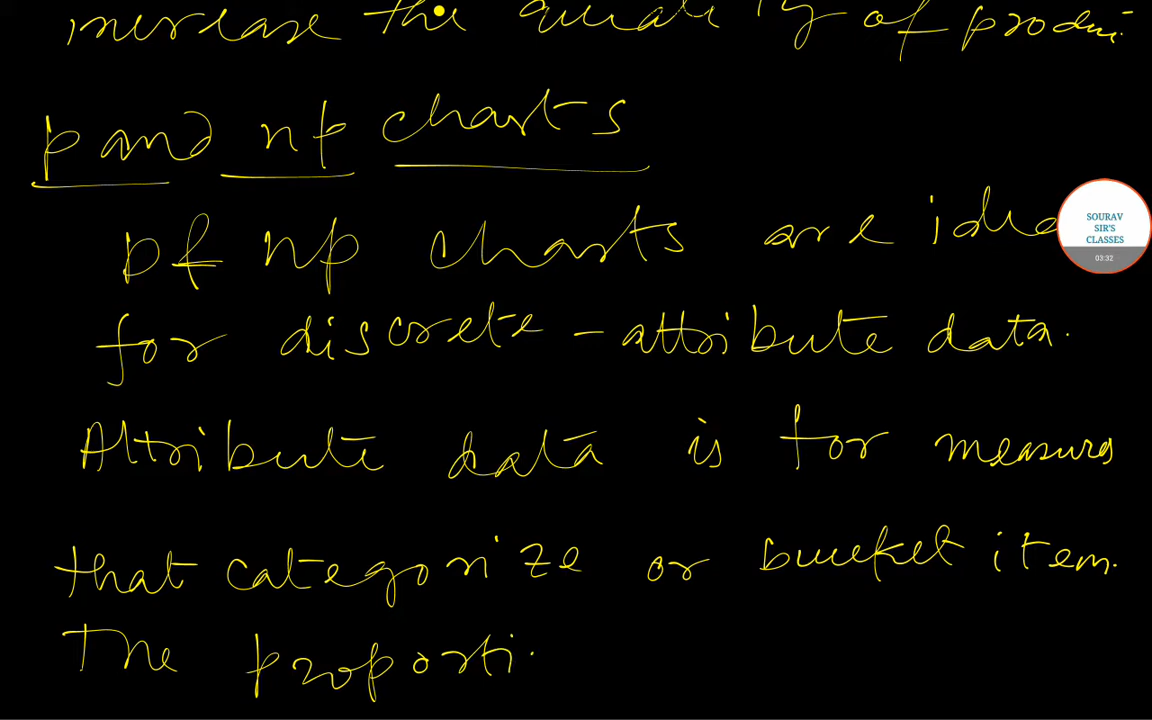 increase the quality of produ
p and np charts
pf np charts are idea
for discrete - attribute data.
Attribute data is for measures
that categorize or bucket item.
The proporti
SOURAV
SIR'S
CLASSES
03:32